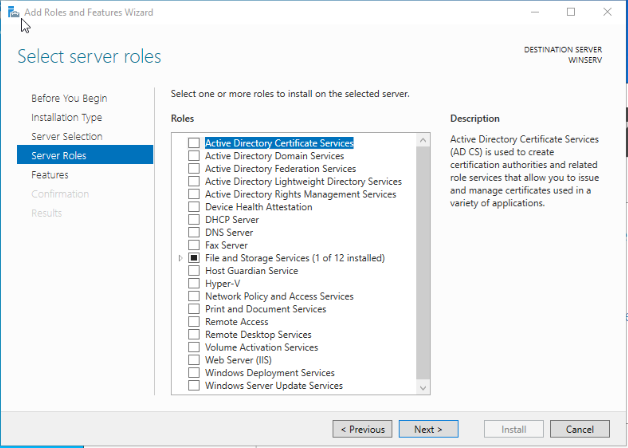 Add Roles and Features Wizard
Select server roles
DESTINATION SERVER
WINSERV
Before You Begin
Installation Type
Server Selection
Server Roles
Features
Confirmation
Results
Select one or more roles to install on the selected server.
Roles
Active Directory Certificate Services
Active Directory Domain Services
Active Directory Federation Services
Active Directory Lightweight Directory Services
Active Directory Rights Management Services
Device Health Attestation
DHCP Server
DNS Server
Fax Server
File and Storage Services (1 of 12 installed)
Host Guardian Service
Hyper-V
Network Policy and Access Services
Print and Document Services
Remote Access
Remote Desktop Services
Volume Activation Services
Web Server (IIS)
Windows Deployment Services
Windows Server Update Services
Description
Active Directory Certificate Services
(AD CS) is used to create
certification authorities and related
role services that allow you to issue
and manage certificates used in a
variety of applications.
< Previous
Next >
Install
Cancel